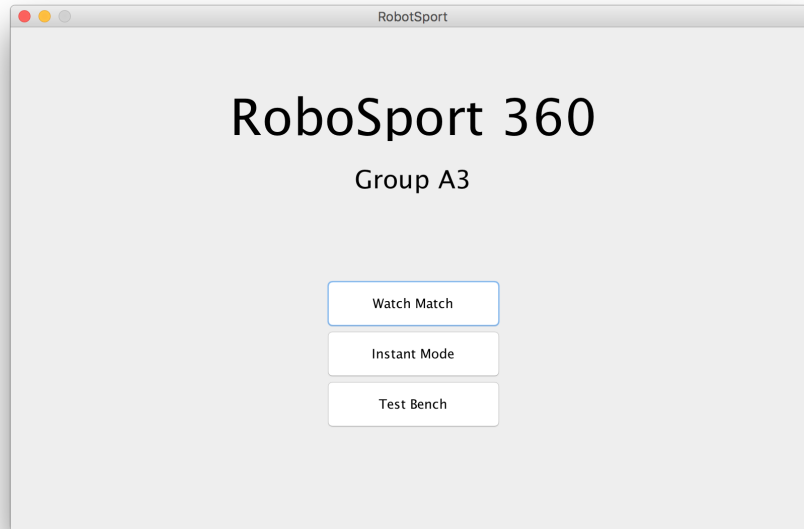 RobotSport
RoboSport 360
Group A3
Watch Match
Instant Mode
Test Bench